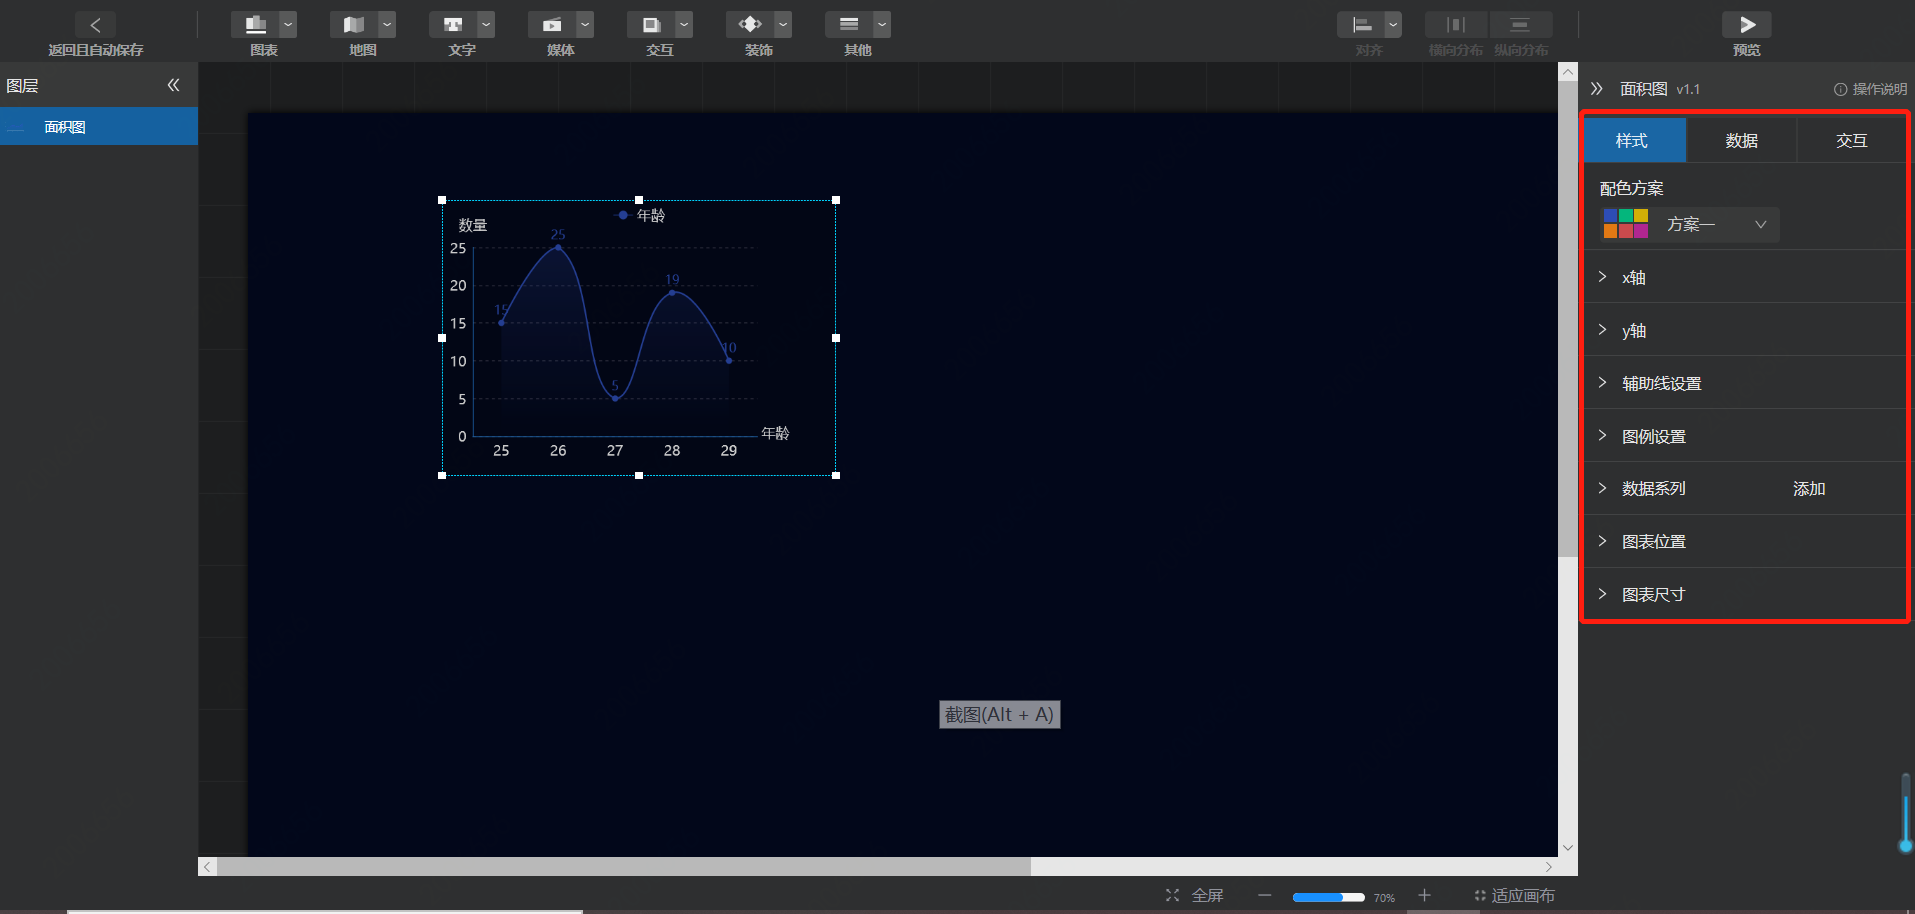 返回且自动保存
图表
地图
文字
媒体
交互
装饰
其他
对齐
横向分布
纵向分布
预览
图层
面积图
数量
年龄
25
20
15
10
5
0
15
25
5
19
10
25 26 27 28 29
年龄
截图(Alt + A)
面积图 v1.1
操作说明
样式 数据 交互
配色方案
方案一
x轴
y轴
辅助线设置
图例设置
数据系列 添加
图表位置
图表尺寸
全屏
70%
适应画布